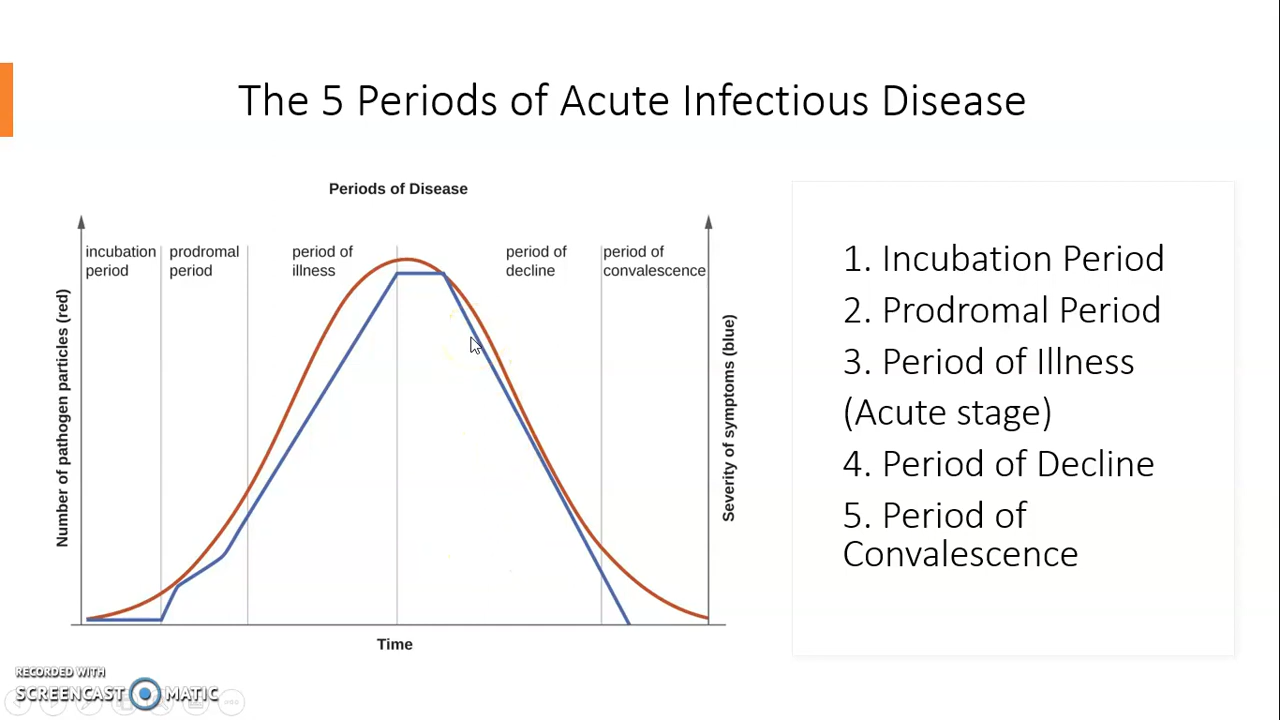 The 5 Periods of Acute Infectious Disease
Periods of Disease
incubation
period
prodromal
period
period of
illness
period of
decline
period of
convalescence
Number of pathogen particles (red)
Severity of symptoms (blue)
Time
1. Incubation Period
2. Prodromal Period
3. Period of Illness
(Acute stage)
4. Period of Decline
5. Period of
Convalescence
RECORDED WITH
SCREENCAST MATIC